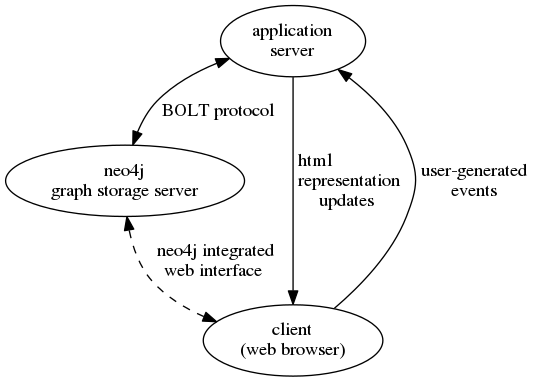 application
server
BOLT protocol
html
representation
updates
user-generated
events
neo4j
graph storage server
neo4j integrated
web interface
client
(web browser)